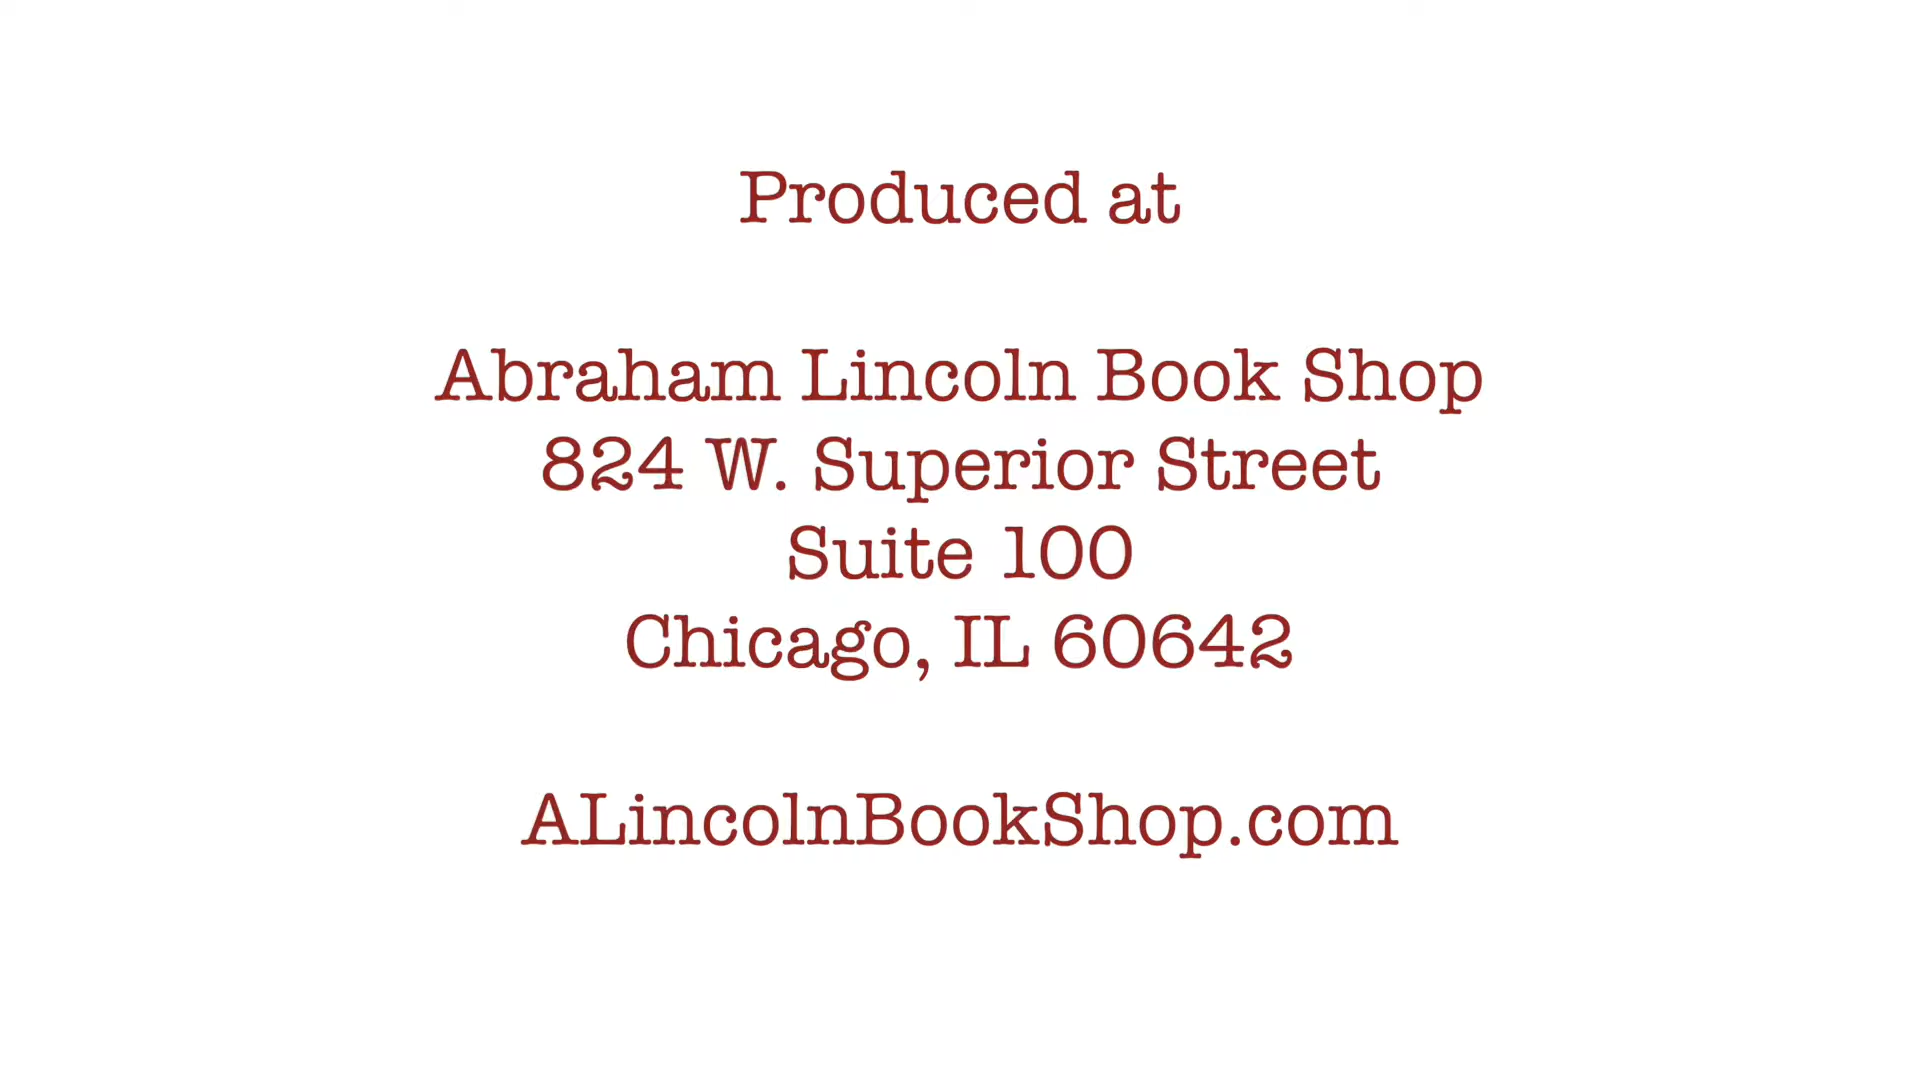 Produced at
Abraham Lincoln Book Shop
824 W. Superior Street
Suite 100
Chicago, IL 60642
ALincolnBookShop.com